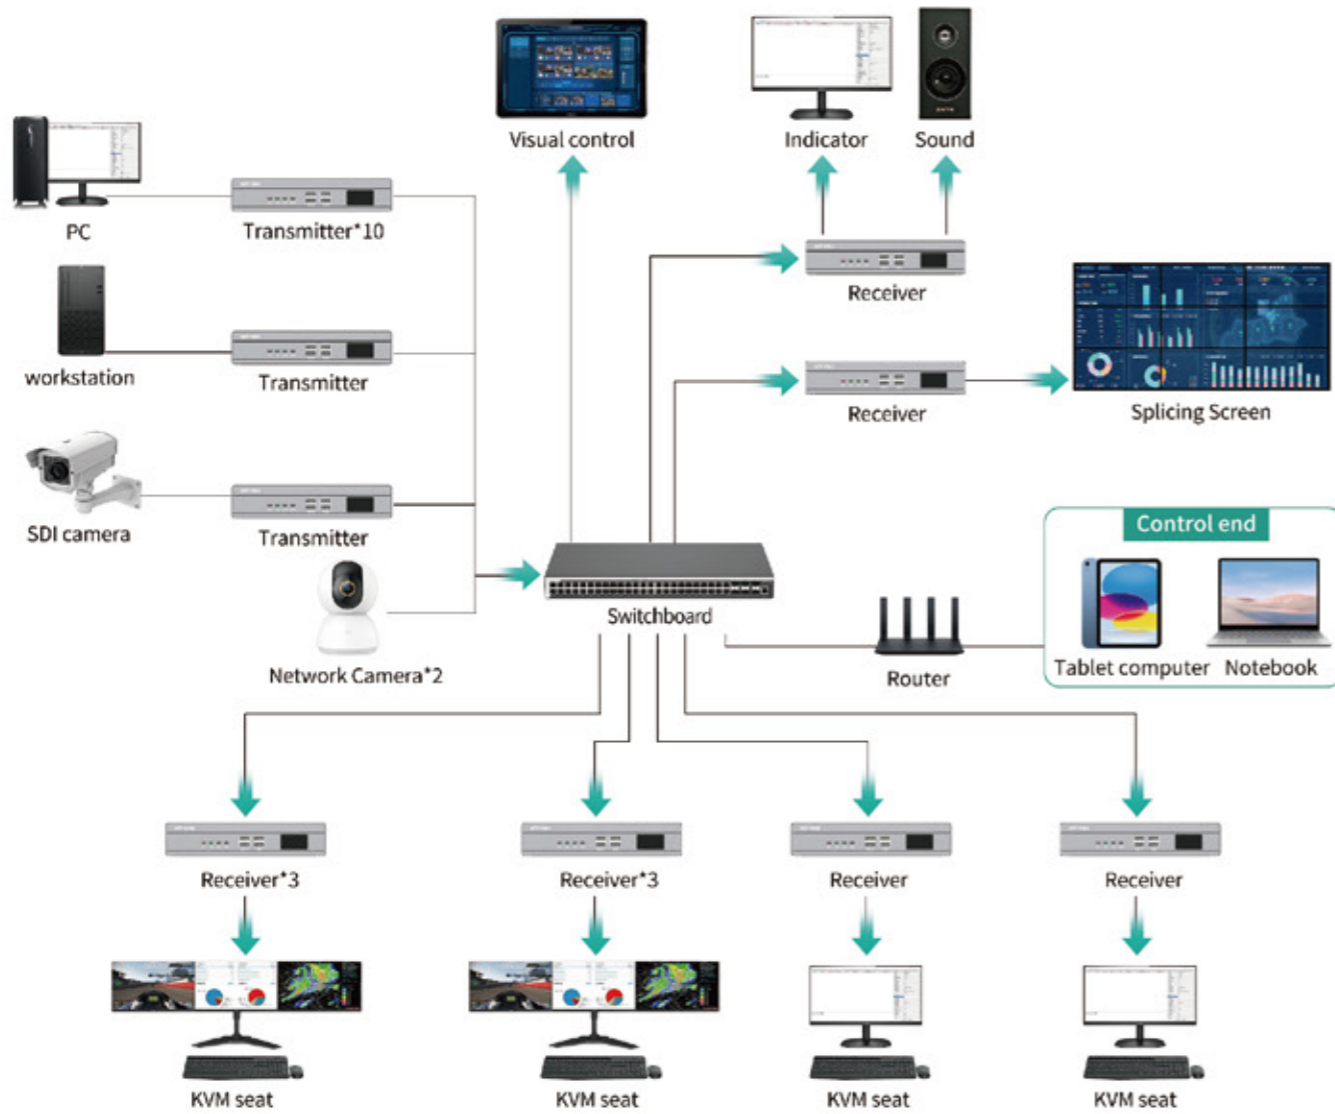 Visual control
Indicator
Sound
PC
Transmitter*10
Receiver
workstation
Transmitter
Receiver
Splicing Screen
SDI camera
Transmitter
Control end
Switchboard
Network Camera*2
Router
Tablet computer
Notebook
Receiver*3
Receiver*3
Receiver
Receiver
KVM seat
KVM seat
KVM seat
KVM seat